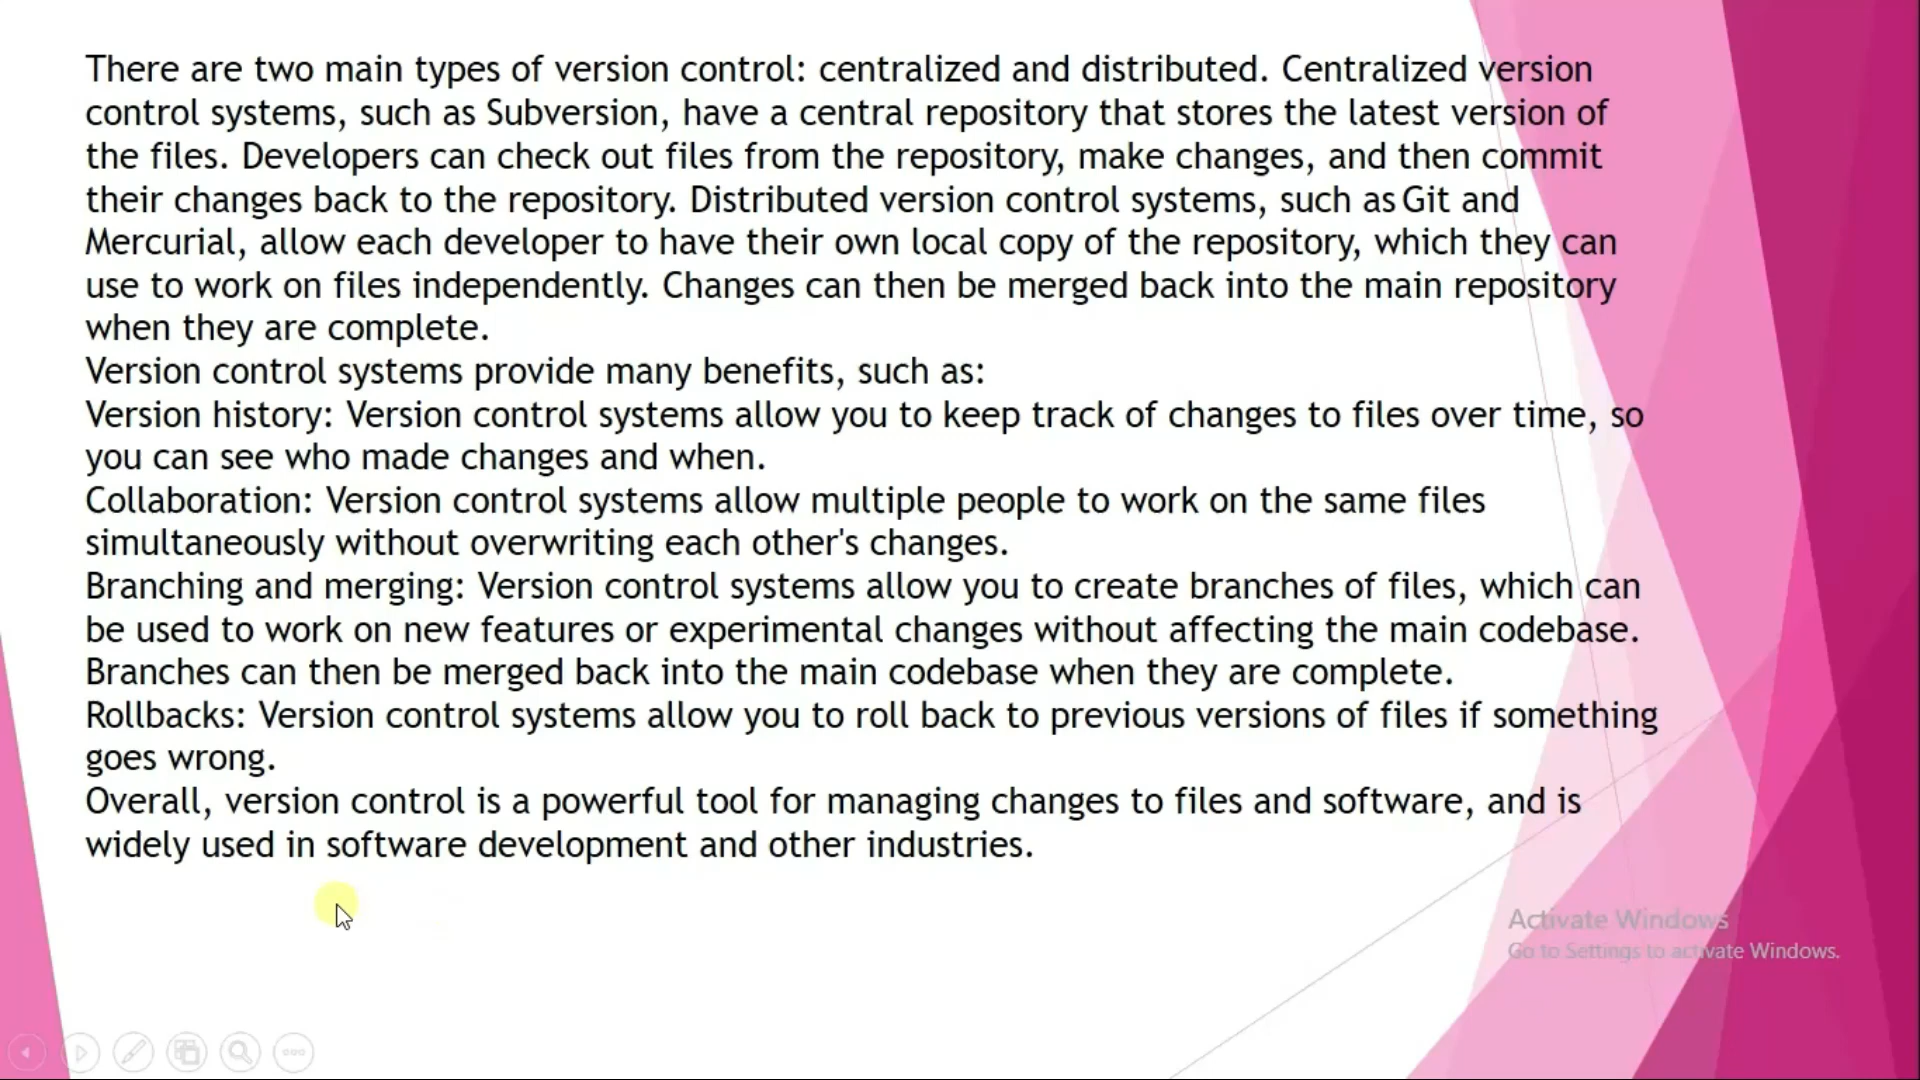 There are two main types of version control: centralized and distributed. Centralized version
control systems, such as Subversion, have a central repository that stores the latest version of
the files. Developers can check out files from the repository, make changes, and then commit
their changes back to the repository. Distributed version control systems, such as Git and
Mercurial, allow each developer to have their own local copy of the repository, which they can
use to work on files independently. Changes can then be merged back into the main repository
when they are complete.
Version control systems provide many benefits, such as:
Version history: Version control systems allow you to keep track of changes to files over time, so
you can see who made changes and when.
Collaboration: Version control systems allow multiple people to work on the same files
simultaneously without overwriting each other's changes.
Branching and merging: Version control systems allow you to create branches of files, which can
be used to work on new features or experimental changes without affecting the main codebase.
Branches can then be merged back into the main codebase when they are complete.
Rollbacks: Version control systems allow you to roll back to previous versions of files if something
goes wrong.
Overall, version control is a powerful tool for managing changes to files and software, and is
widely used in software development and other industries.
Activate Windows
Go to Settings to activate Windows.